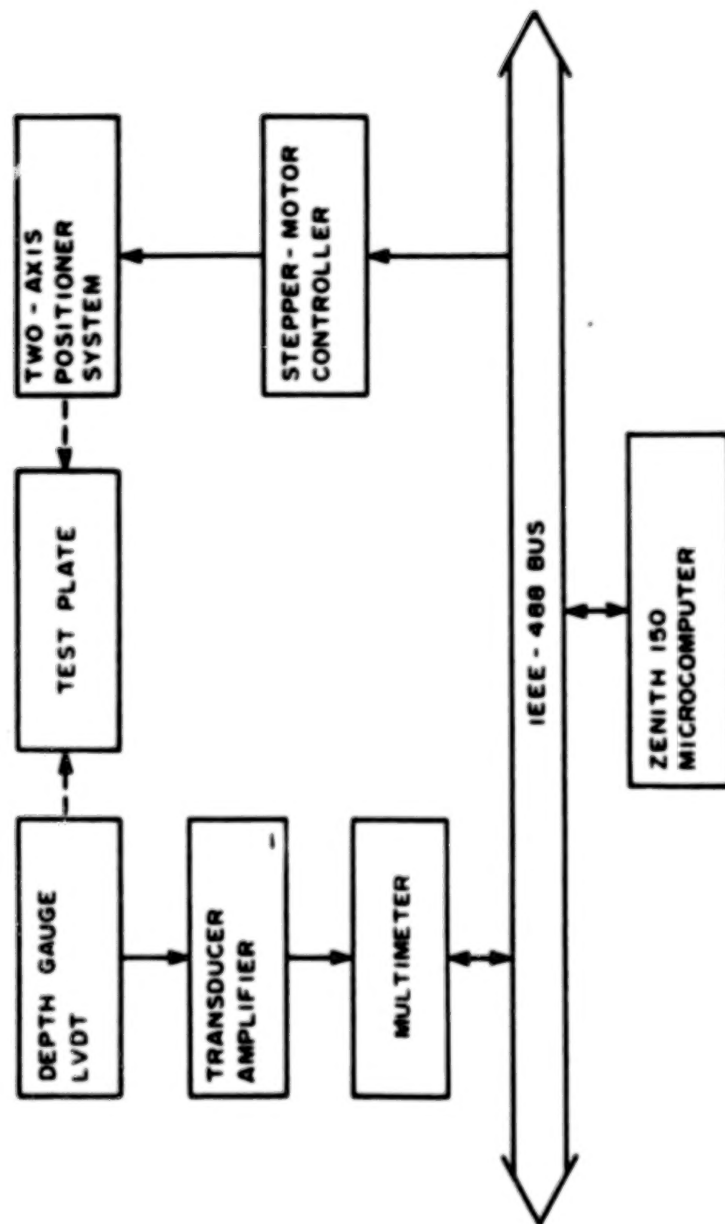 DEPTH GAUGE
LVDT
TEST PLATE
TWO - AXIS
POSITIONER
SYSTEM
TRANSDUCER
AMPLIFIER
STEPPER - MOTOR
CONTROLLER
MULTIMETER
IEEE - 488 BUS
ZENITH 150
MICROCOMPUTER